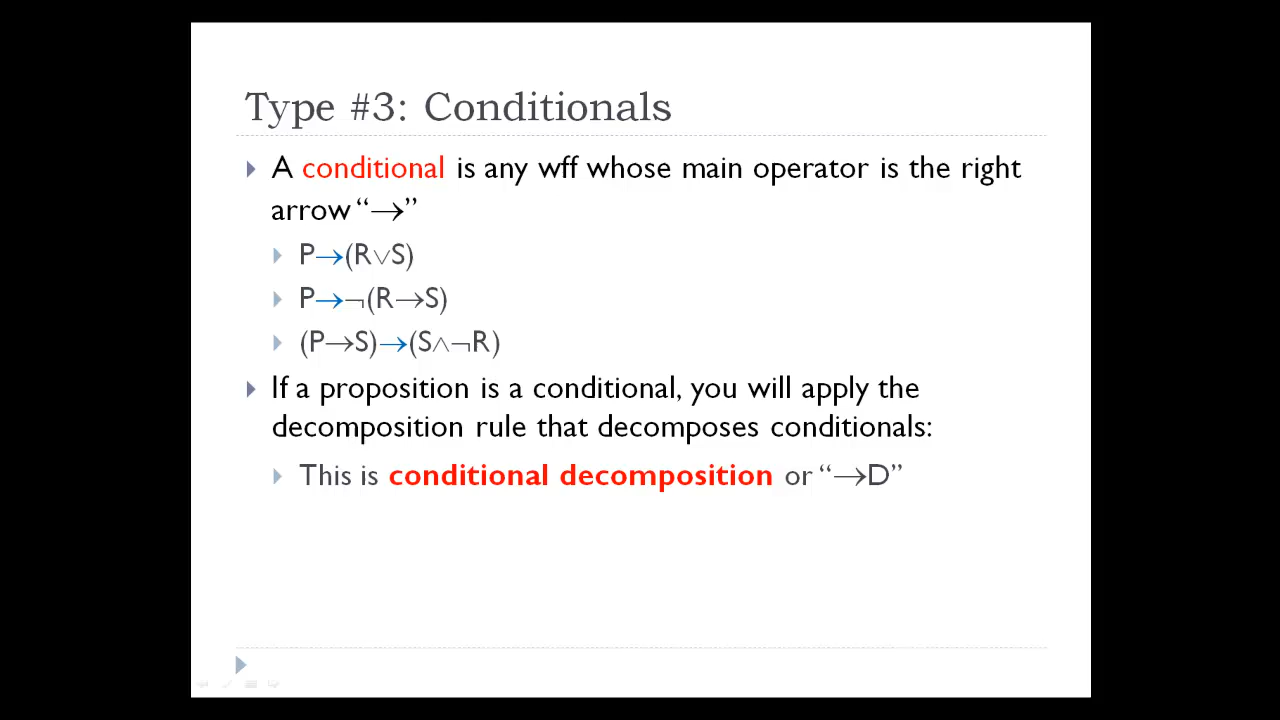 Type #3: Conditionals
A conditional is any wff whose main operator is the right
arrow “→”
P→(R∨S)
P→¬(R→S)
(P→S)→(S∧¬R)
If a proposition is a conditional, you will apply the
decomposition rule that decomposes conditionals:
This is conditional decomposition or “→D”